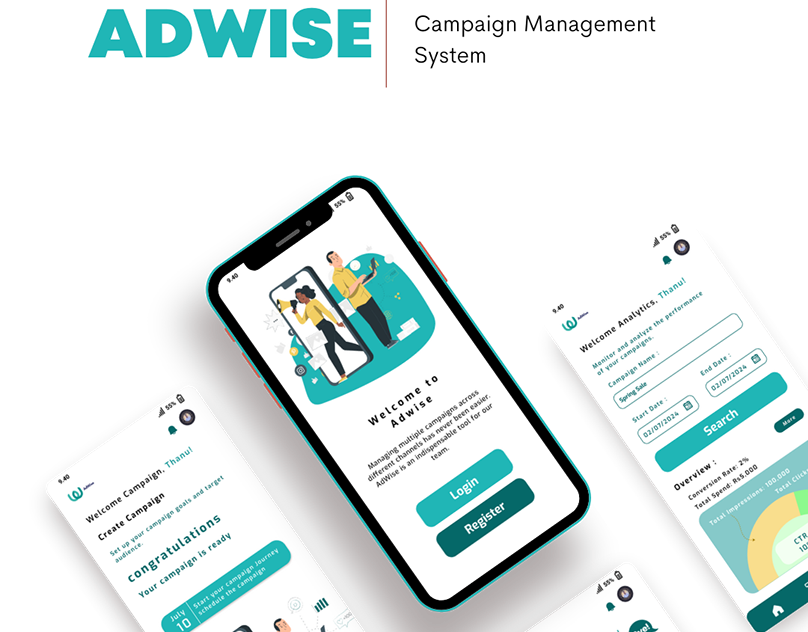 ADWISE
Campaign Management
System
9.40
55%
Welcome to
Adwise
Managing multiple campaigns across
different channels has never been easier.
AdWise is an indispensable tool for our
team.
Login
Register
9.40
55%
AdWise
Welcome Analytics, Thanu!
Monitor and analyze the performance
of your campaigns.
Campaign Name :
Spring Sale
Start Date :
End Date :
02/07/2024
02/07/2024
Search
More
Overview :
Conversion Rate: 2%
Total Spend: Rs5,000
Total Impressions: 100,000
Total Click
CTR
9.40
55%
AdWise
Welcome Campaign, Thanu!
Create Campaign
Set up your campaign goals and target
audience.
congratulations
Your campaign is ready
July
10
Start your campaign journey
schedule the campaign
55%